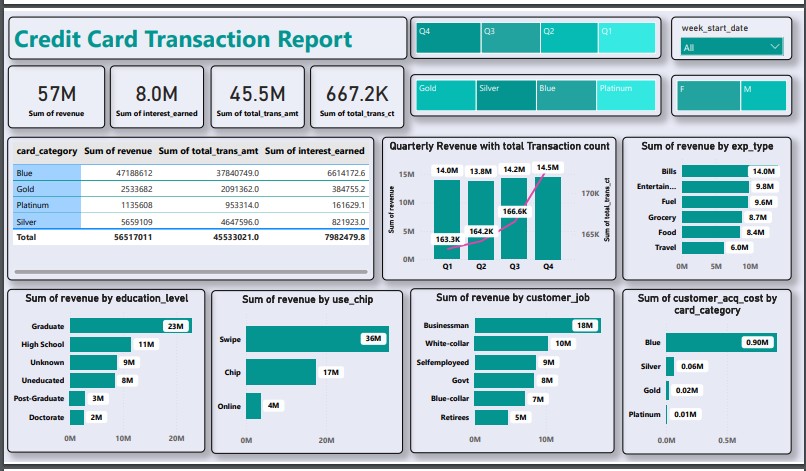 Credit Card Transaction Report
Q4 Q3 Q2 Q1
week_start_date
All
57M
Sum of revenue
8.0M
Sum of interest_earned
45.5M
Sum of total_trans_amt
667.2K
Sum of total_trans_ct
Gold Silver Blue Platinum
F M
card_category Sum of revenue Sum of total_trans_amt Sum of interest_earned
Blue 47188612 37840749.0 6614172.6
Gold 2533682 2091362.0 384755.2
Platinum 1135608 953314.0 161629.1
Silver 5659109 4647596.0 821923.0
Total 56517011 45533021.0 7982479.8
Quarterly Revenue with total Transaction count
Sum of revenue
15M
10M
5M
0M
14.0M 13.8M 14.2M 14.5M
163.3K 164.2K 166.6K
170K
165K
Sum of total_trans_ct
Q1 Q2 Q3 Q4
Sum of revenue by exp_type
Bills 14.0M
Entertain... 9.8M
Fuel 9.6M
Grocery 8.7M
Food 8.4M
Travel 6.0M
0M 5M 10M
Sum of revenue by education_level
Graduate 23M
High School 11M
Unknown 9M
Uneducated 8M
Post-Graduate 3M
Doctorate 2M
0M 10M 20M
Sum of revenue by use_chip
Swipe 36M
Chip 17M
Online 4M
0M 20M
Sum of revenue by customer_job
Businessman 18M
White-collar 10M
Selfemployeed 9M
Govt 8M
Blue-collar 7M
Retirees 5M
0M 10M
Sum of customer_acq_cost by
card_category
Blue 0.90M
Silver 0.06M
Gold 0.02M
Platinum 0.01M
0.0M 0.5M